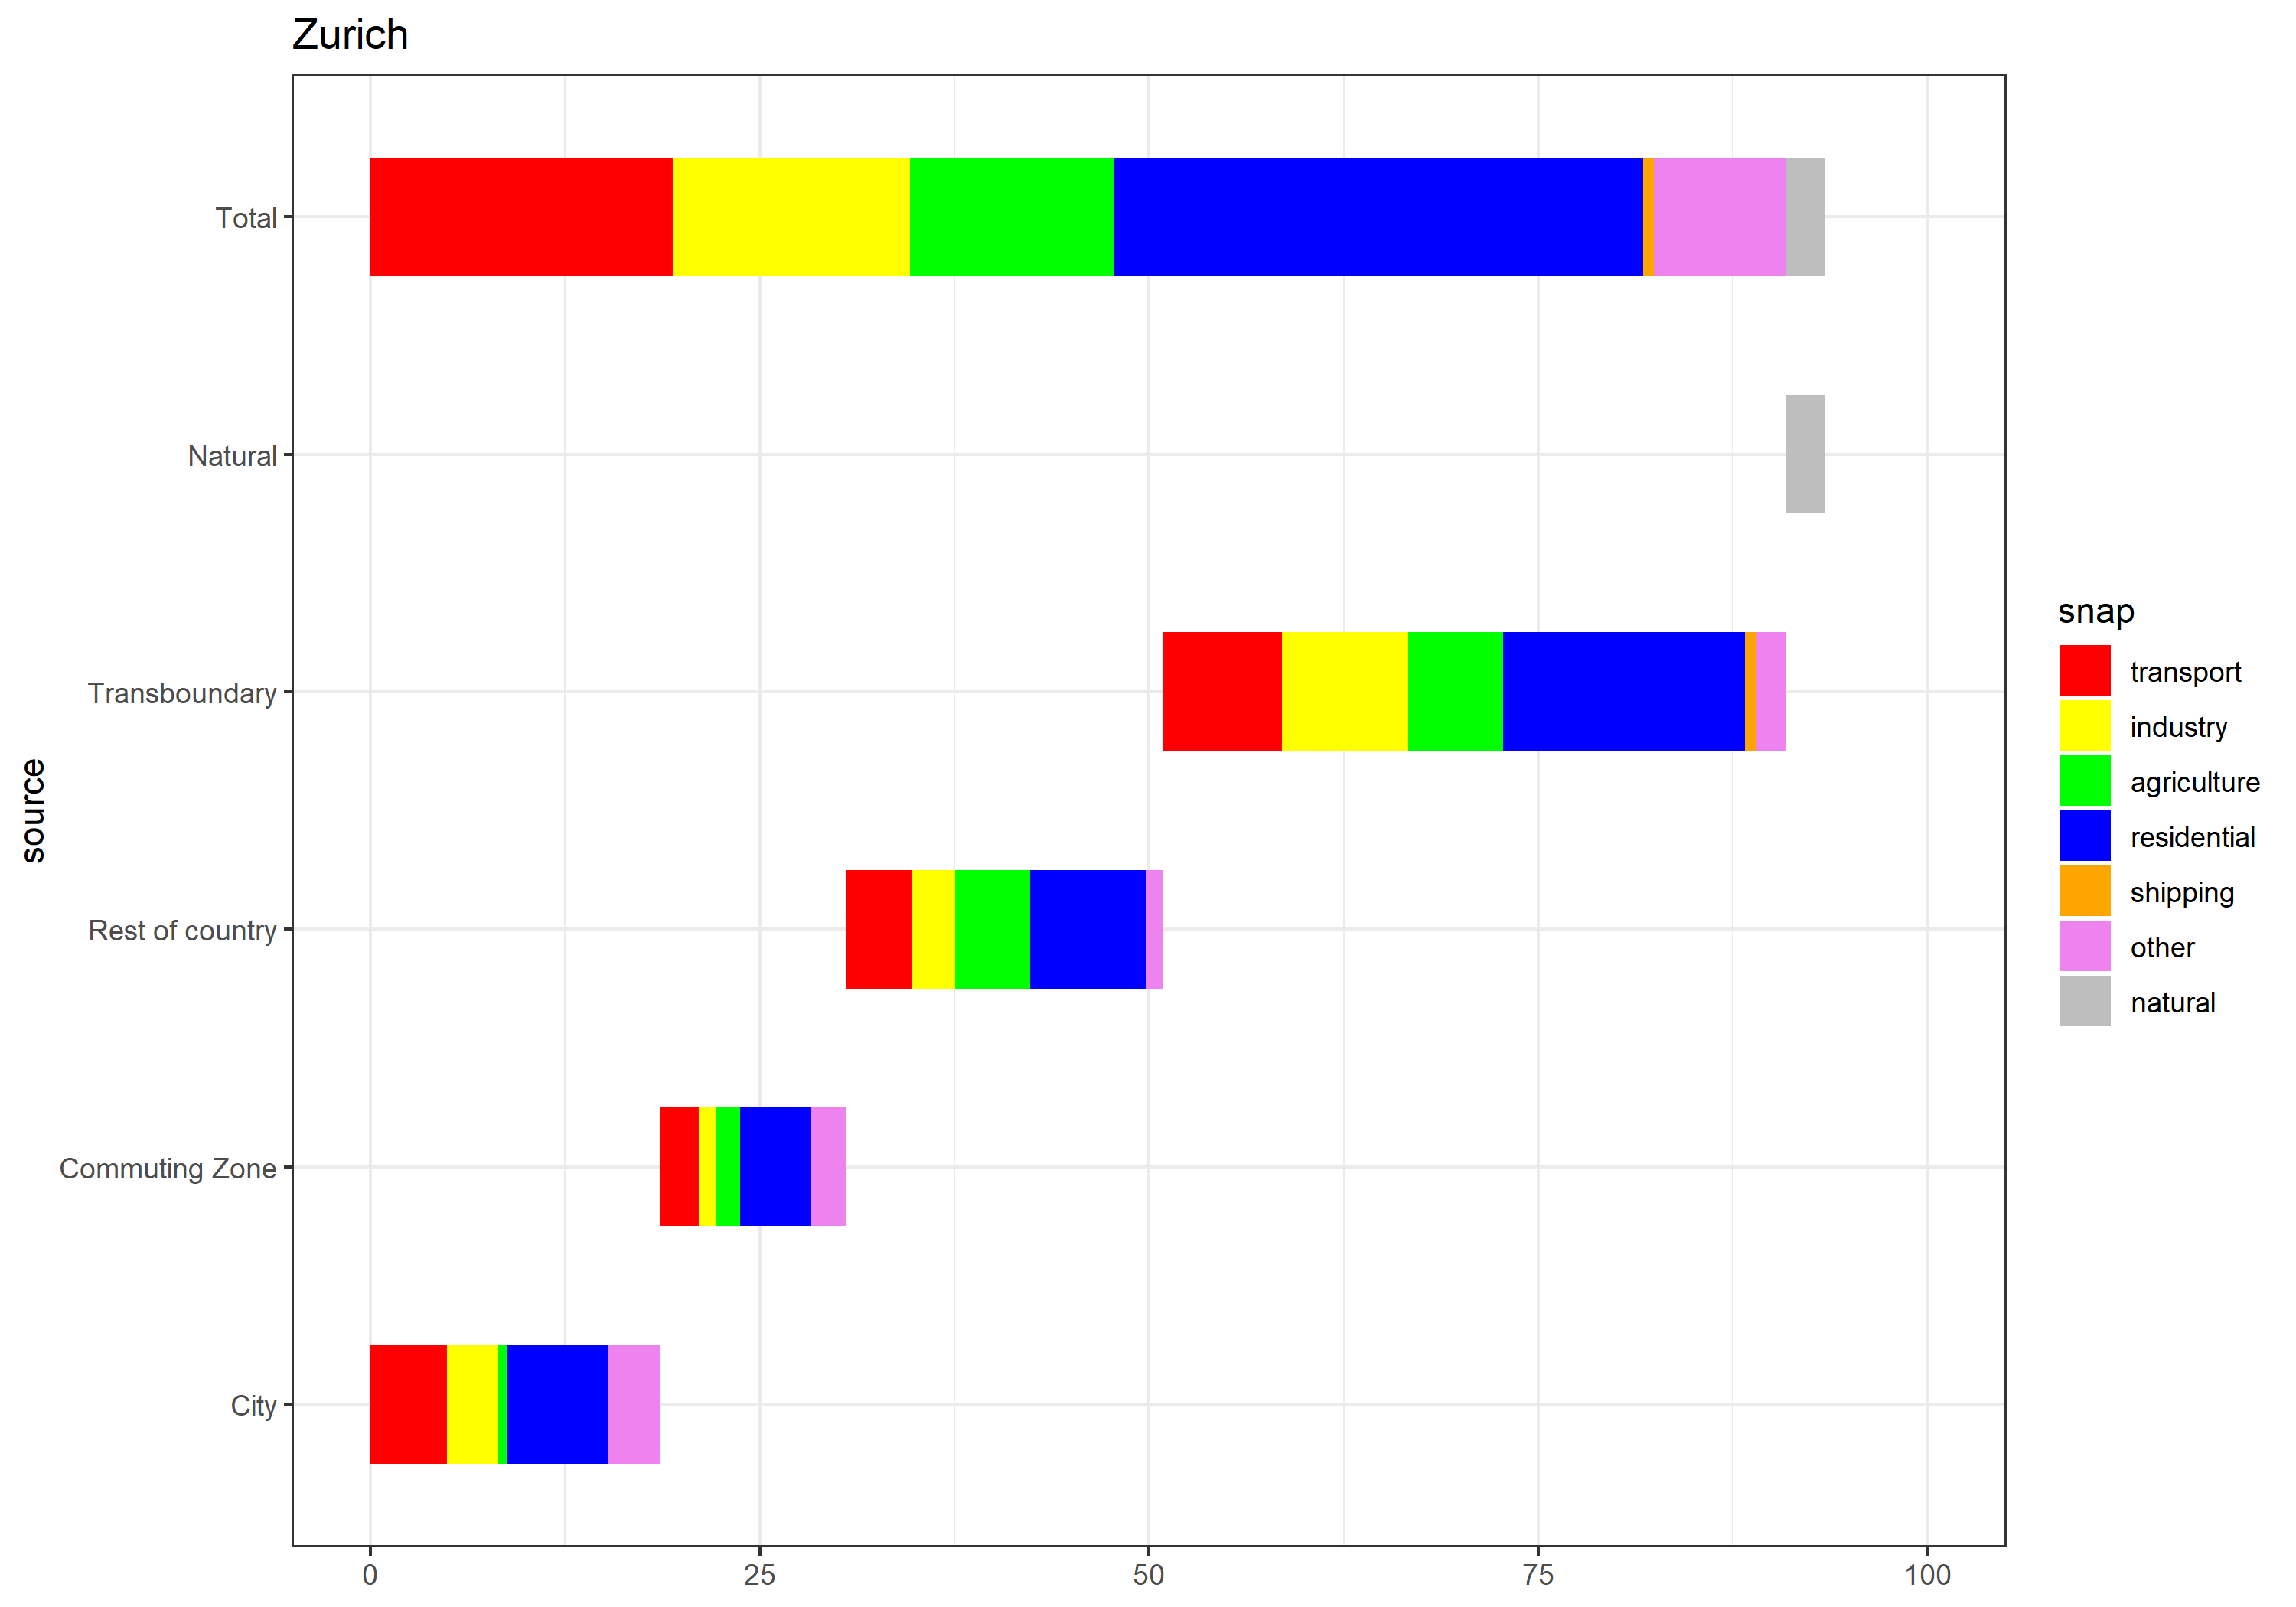 Zurich
Total
Natural
Transboundary
Rest of country
Commuting Zone
City
source
0 25 50 75 100
snap
transport
industry
agriculture
residential
shipping
other
natural